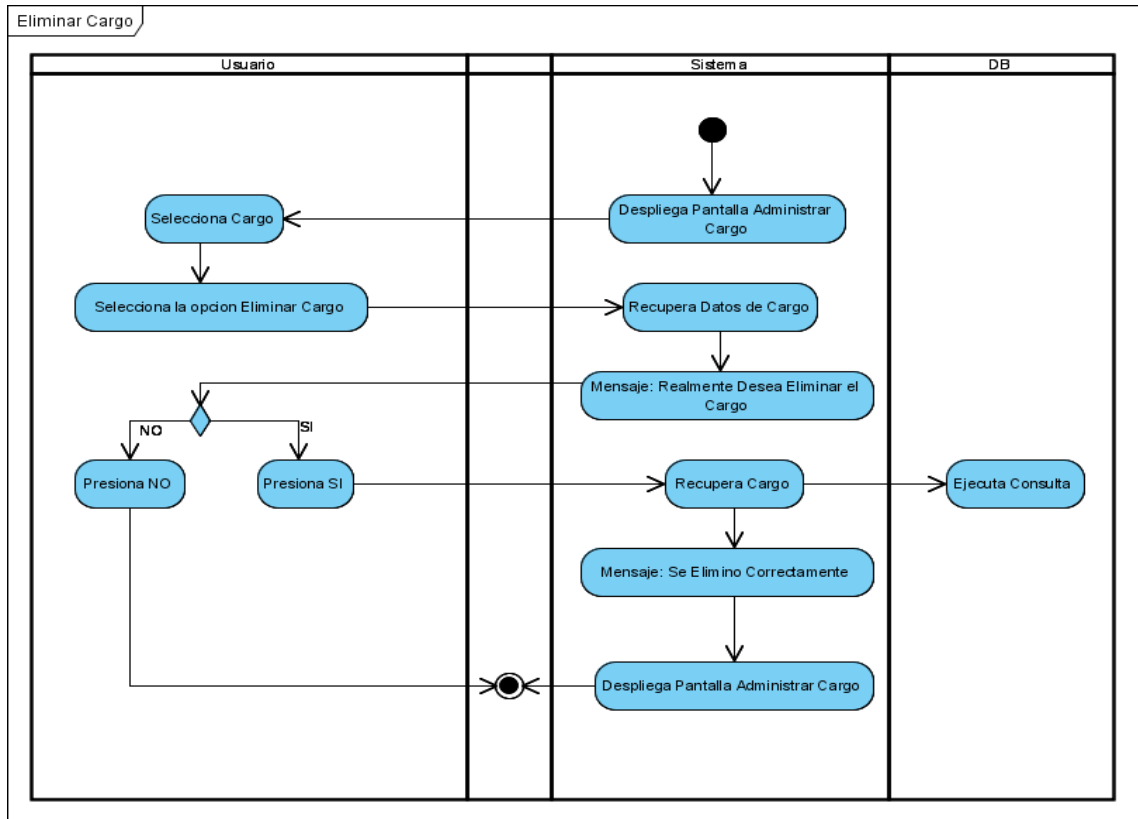 Eliminar Cargo
Usuario
Sistema
DB
Despliega Pantalla Administrar
Cargo
Selecciona Cargo
Selecciona la opcion Eliminar Cargo
Recupera Datos de Cargo
Mensaje: Realmente Desea Eliminar el
Cargo
NO
SI
Presiona NO
Presiona SI
Recupera Cargo
Ejecuta Consulta
Mensaje: Se Elimino Correctamente
Despliega Pantalla Administrar Cargo